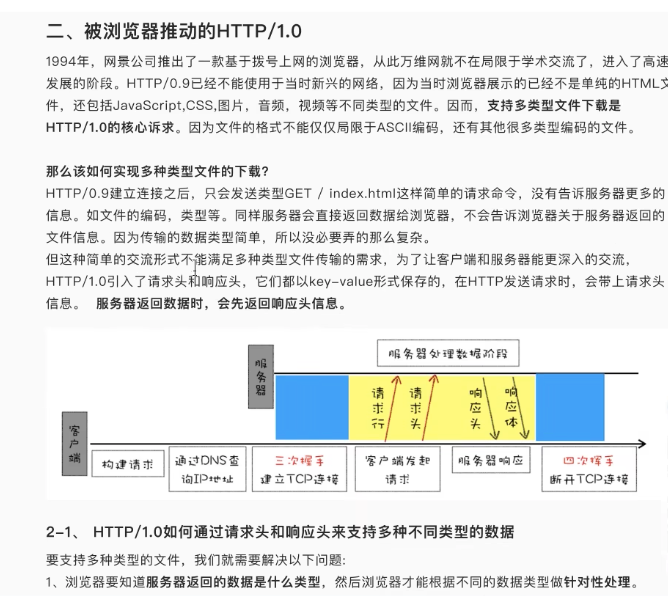 二、被浏览器推动的HTTP/1.0
1994年，网景公司推出了一款基于拨号上网的浏览器，从此万维网就不在局限于学术交流了，进入了高速
发展的阶段。HTTP/0.9已经不能使用于当时新兴的网络，因为当时浏览器展示的已经不是单纯的HTML文
件，还包括JavaScript,CSS,图片，音频，视频等不同类型的文件。因而，支持多类型文件下载是
HTTP/1.0的核心诉求。因为文件的格式不能仅仅局限于ASCII编码，还有其他很多类型编码的文件。
那么该如何实现多种类型文件的下载?
HTTP/0.9建立连接之后，只会发送类型GET / index.html这样简单的请求命令，没有告诉服务器更多的
信息。如文件的编码，类型等。同样服务器会直接返回数据给浏览器，不会告诉浏览器关于服务器返回的
文件信息。因为传输的数据类型简单，所以没必要弄的那么复杂。
但这种简单的交流形式不能满足多种类型文件传输的需求，为了让客户端和服务器能更深入的交流，
HTTP/1.0引入了请求头和响应头，它们都以key-value形式保存的，在HTTP发送请求时，会带上请求头
信息。 服务器返回数据时，会先返回响应头信息。
服务器处理数据阶段
服务器
请求行
请求头
响应头
响应体
客户端
构建请求
通过DNS查
询IP地址
三次握手
建立TCP连接
客户端发起
请求
服务器响应
四次挥手
断开TCP连接
2-1、 HTTP/1.0如何通过请求头和响应头来支持多种不同类型的数据
要支持多种类型的文件，我们就需要解决以下问题:
1、浏览器要知道服务器返回的数据是什么类型，然后浏览器才能根据不同的数据类型做针对性处理。